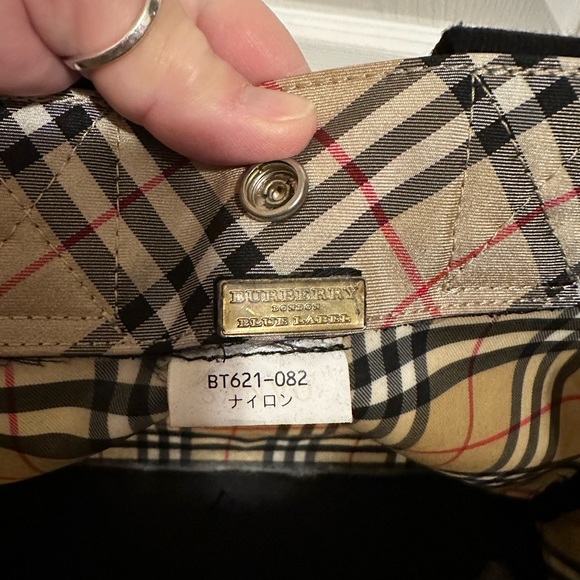 BURBERRY
LONDON
BLUE LABEL
BT621-082
ナイロン